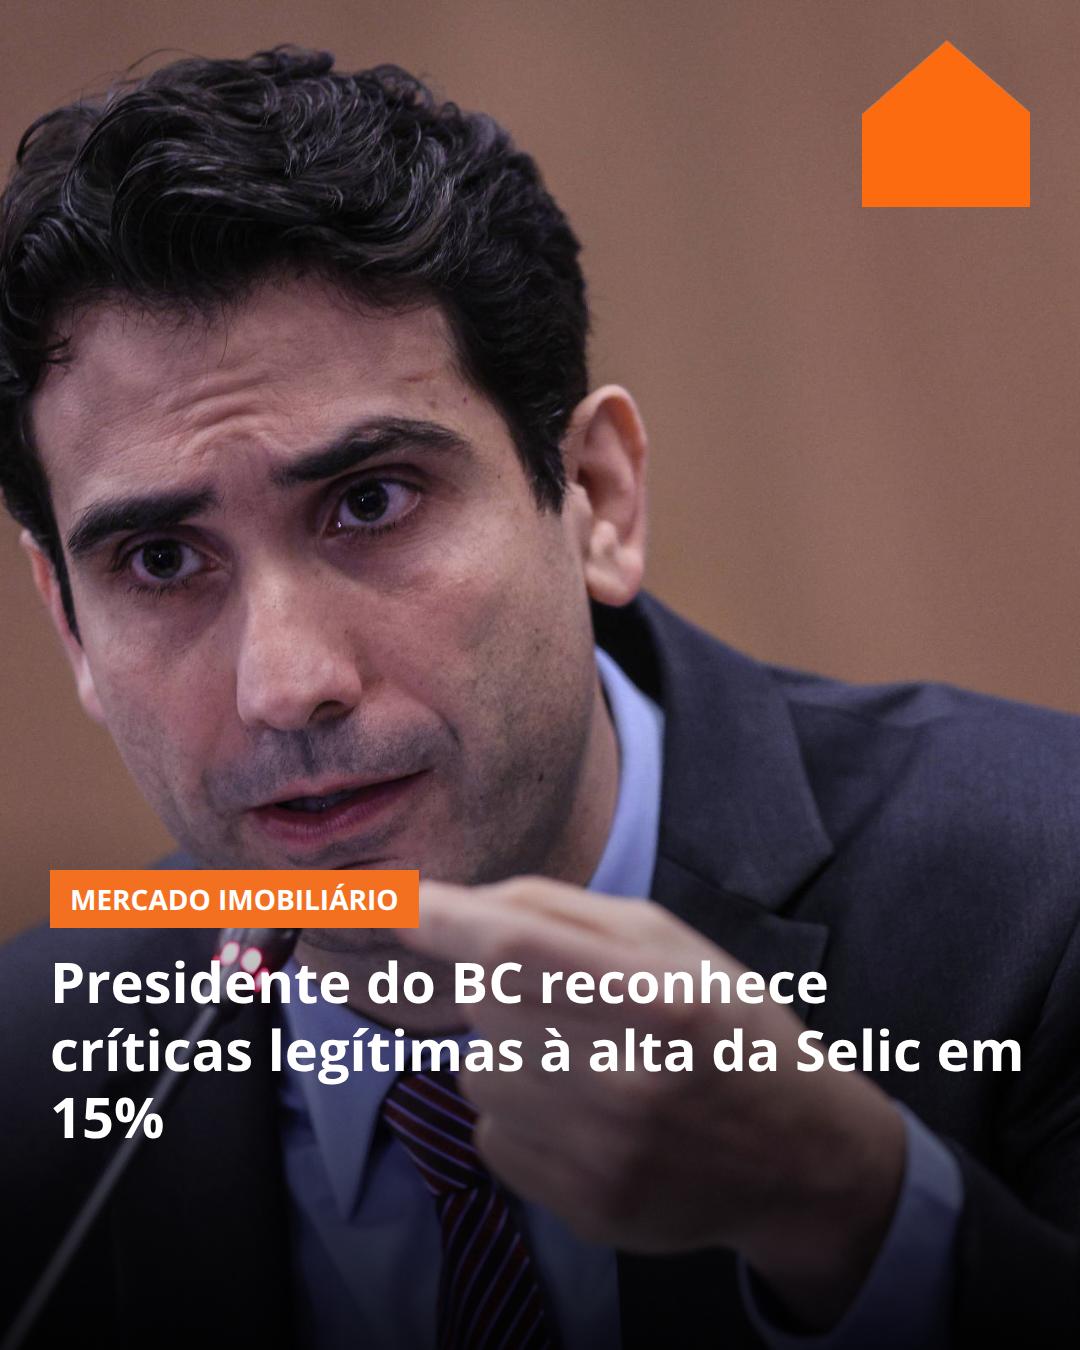 MERCADO IMOBILIÁRIO
Presidente do BC reconhece
críticas legítimas à alta da Selic em
15%